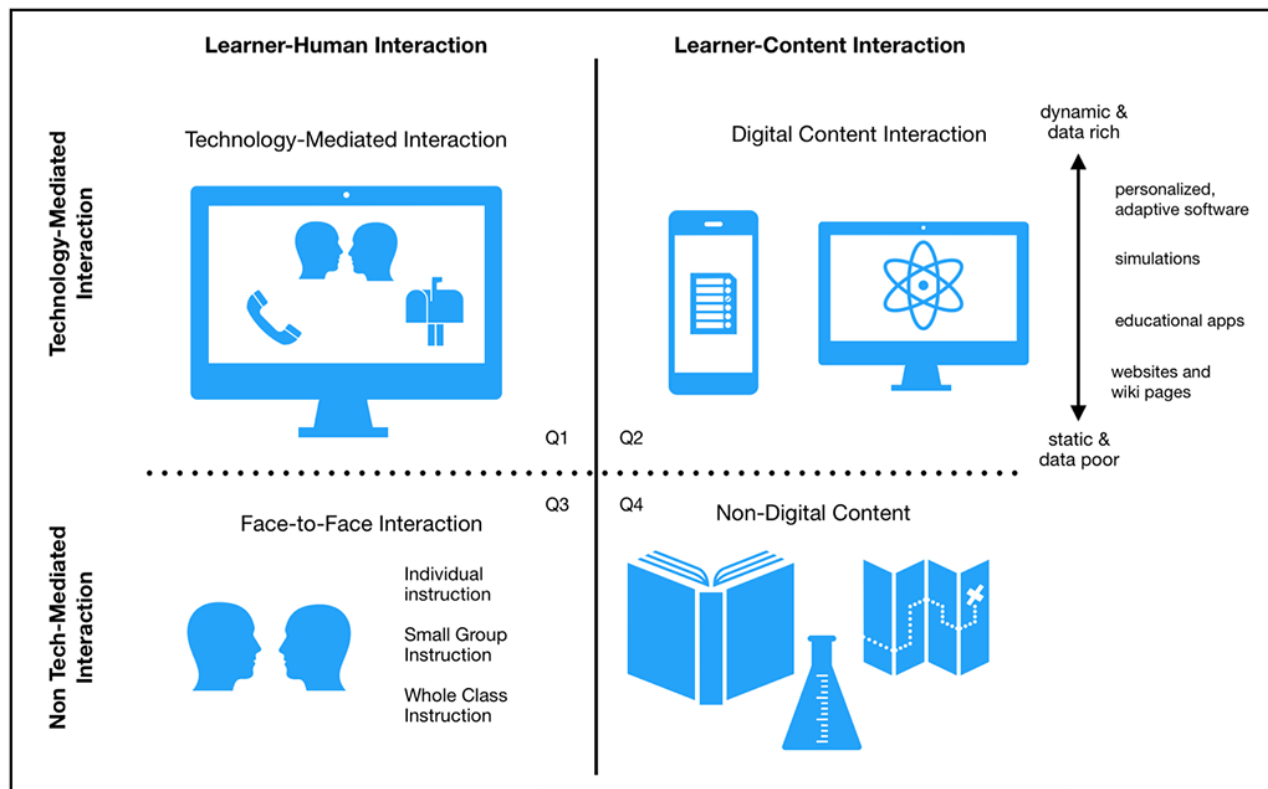 Learner-Human Interaction
Learner-Content Interaction
Technology-Mediated
Interaction
Technology-Mediated Interaction
Q1
Digital Content Interaction
dynamic &
data rich
personalized,
adaptive software
simulations
educational apps
websites and
wiki pages
static &
data poor
Q2
Non Tech-Mediated
Interaction
Q3
Face-to-Face Interaction
Individual
instruction
Small Group
Instruction
Whole Class
Instruction
Q4
Non-Digital Content